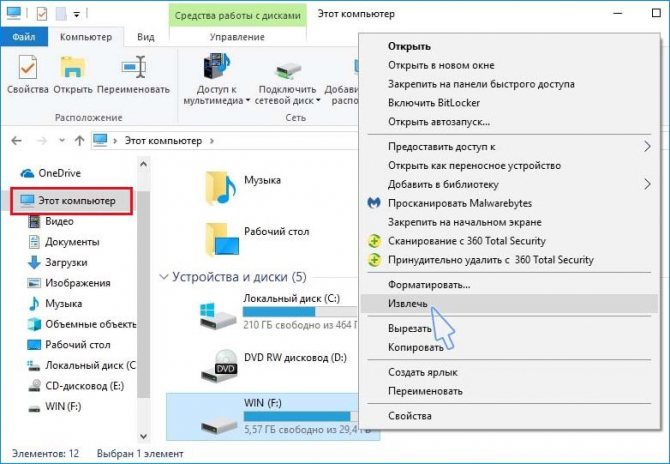 Средства работы с дисками
Этот компьютер
Файл
Компьютер
Управление
Свойства
Открыть
Переименовать
Доступ к
мультимедиа
Подключить
сетевой диск
Расположение
Сеть
Этот компьютер
OneDrive
Этот компьютер
Видео
Документы
Загрузки
Изображения
Музыка
Объемные объекты
Рабочий стол
Локальный диск (
CD-дисковод (E:)
WIN (F:)
Музыка
Рабочий стол
Устройства и диски (5)
Локальный диск (C:)
210 ГБ свободно из 464 Г
DVD RW дисковод (D:)
DVD
WIN (F:)
5,57 ГБ свободно из 29,4 ГБ
Элементов: 12
Выбран 1 элемент
Открыть
Открыть в новом окне
Закрепить на панели быстрого доступа
Включить BitLocker
Открыть автозапуск...
Предоставить доступ к
Открыть как переносное устройство
Добавить в библиотеку
Просканировать Malwarebytes
Закрепить на начальном экране
Сканирование с 360 Total Security
Принудительно удалить с 360 Total Security
Форматировать...
Извлечь
Вырезать
Копировать
Создать ярлык
Переименовать
Свойства